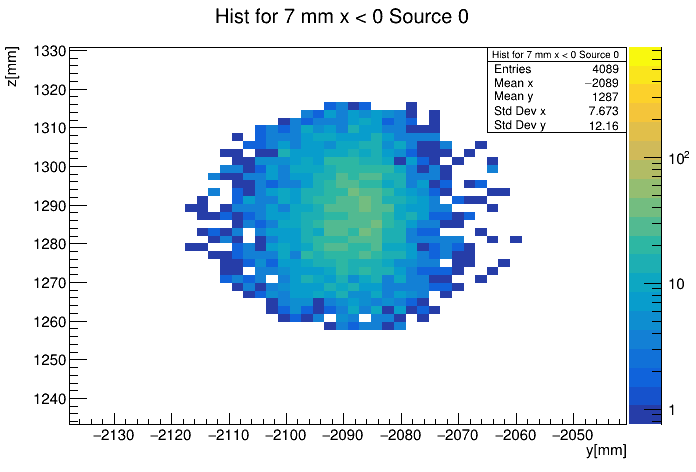 Hist for 7 mm x < 0 Source 0
z[mm]
1330
1320
1310
1300
1290
1280
1270
1260
1250
1240
Hist for 7 mm x < 0 Source 0
Entries 4089
Mean x −2089
Mean y 1287
Std Dev x 7.673
Std Dev y 12.16
10²
10
1
−2130 −2120 −2110 −2100 −2090 −2080 −2070 −2060 −2050
y[mm]